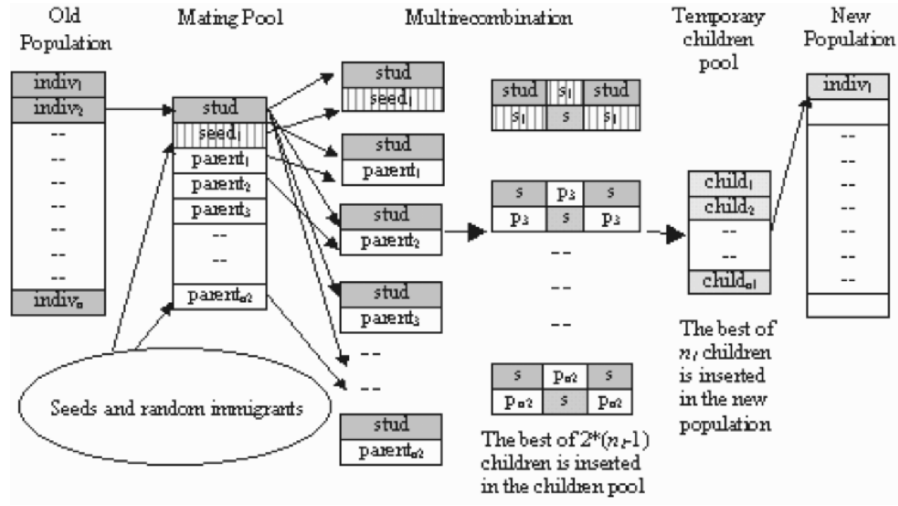 Old
Population
Mating Pool
Multirecombination
Temporary
children
pool
New
Population
indiv₁
indiv₂
--
--
--
--
--
--
indivₙ
stud
seed₁
parent₁
parent₂
parent₃
--
--
parentₙ₂
Seeds and random immigrants
stud
seed₁
stud
parent₁
stud
parent₂
stud
parent₃
--
--
stud
parentₙ₂
stud s₁ stud
s₁ s s₁
s p₃ s
p₃ s p₃
--
--
--
s pₙ₂ s
pₙ₂ s pₙ₂
The best of 2*(n₂-1)
children is inserted
in the children pool
child₁
child₂
--
--
childₙ₁
The best of
n₁ children
is inserted
in the new
population
indiv₁
--
--
--
--
--
--